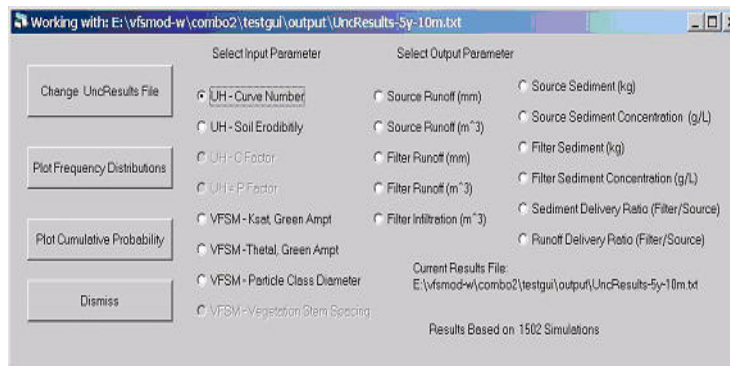 Working with: E:\vfsmod-w\combo2\testgui\output\UncResults-5y-10m.txt
Select Input Parameter
Select Output Parameter
Change UncResults File
Plot Frequency Distributions
Plot Cumulative Probability
Dismiss
UH - Curve Number
UH - Soil Erodibitily
UH - C Factor
UH = P Factor
VFSM - Ksat, Green Ampt
VFSM -ThetaI, Green Ampt
VFSM - Particle Class Diameter
VFSM - Vegetation Stem Spacing
Source Runoff (mm)
Source Runoff (m^3)
Filter Runoff (mm)
Filter Runoff (m^3)
Filter Infiltration (m^3)
Source Sediment (kg)
Source Sediment Concentration (g/L)
Filter Sediment (kg)
Filter Sediment Concentration (g/L)
Sediment Delivery Ratio (Filter/Source)
Runoff Delivery Ratio (Filter/Source)
Current Results File:
E:\vfsmod-w\combo2\testgui\output\UncResults-5y-10m.txt
Results Based on 1502 Simulations